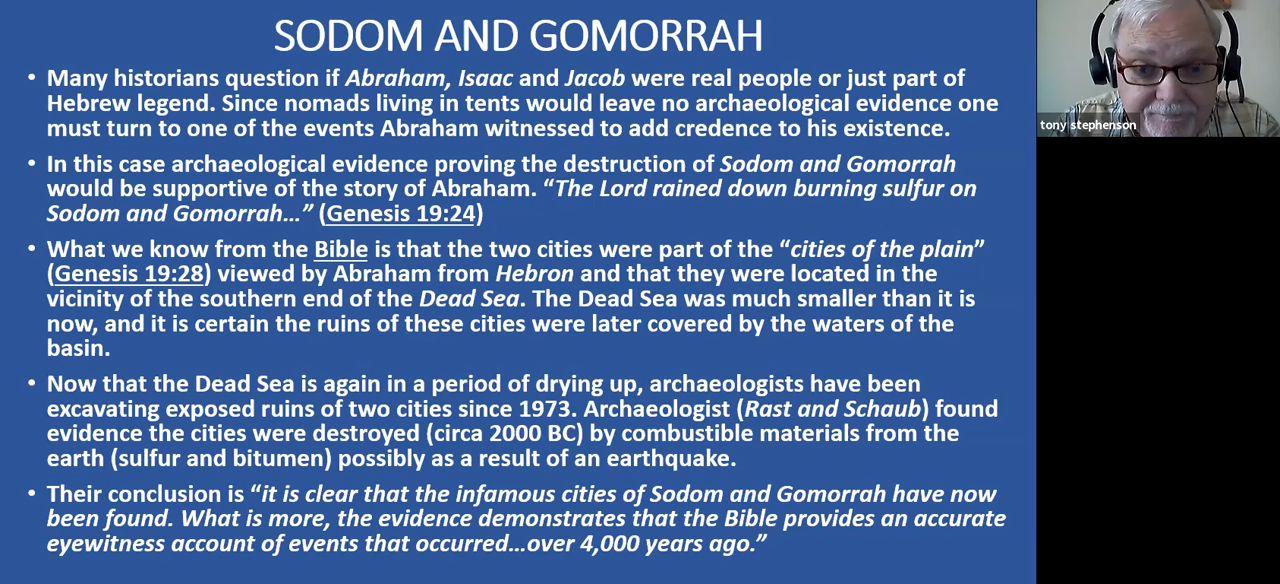 SODOM AND GOMORRAH
• Many historians question if Abraham, Isaac and Jacob were real people or just part of
Hebrew legend. Since nomads living in tents would leave no archaeological evidence one
must turn to one of the events Abraham witnessed to add credence to his existence.
• In this case archaeological evidence proving the destruction of Sodom and Gomorrah
would be supportive of the story of Abraham. “The Lord rained down burning sulfur on
Sodom and Gomorrah…” (Genesis 19:24)
• What we know from the Bible is that the two cities were part of the “cities of the plain”
(Genesis 19:28) viewed by Abraham from Hebron and that they were located in the
vicinity of the southern end of the Dead Sea. The Dead Sea was much smaller than it is
now, and it is certain the ruins of these cities were later covered by the waters of the
basin.
• Now that the Dead Sea is again in a period of drying up, archaeologists have been
excavating exposed ruins of two cities since 1973. Archaeologist (Rast and Schaub) found
evidence the cities were destroyed (circa 2000 BC) by combustible materials from the
earth (sulfur and bitumen) possibly as a result of an earthquake.
• Their conclusion is “it is clear that the infamous cities of Sodom and Gomorrah have now
been found. What is more, the evidence demonstrates that the Bible provides an accurate
eyewitness account of events that occurred…over 4,000 years ago.”
tony stephenson